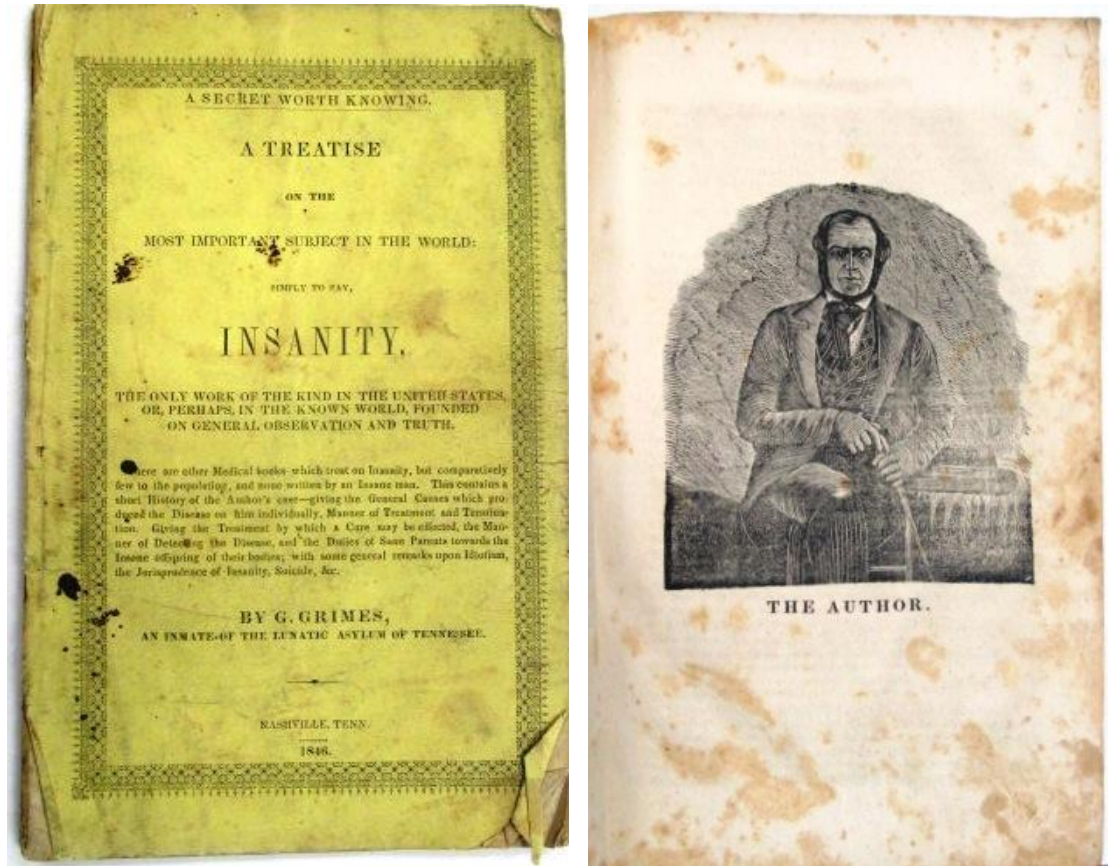 A SECRET WORTH KNOWING.
A TREATISE
ON THE
MOST IMPORTANT SUBJECT IN THE WORLD:
SIMPLY TO SAY,
INSANITY,
THE ONLY WORK OF THE KIND IN THE UNITED STATES,
OR, PERHAPS, IN THE KNOWN WORLD, FOUNDED
ON GENERAL OBSERVATION AND TRUTH.
There are other Medical books which treat on Insanity, but comparatively
few to the population, and none written by an Insane man. This contains a
short History of the Author's case—giving the General Causes which pro-
duced the Disease on him individually, Manner of Treatment and
Giving the Treatment by which a Cure may be effected, the Man-
ner of Detecting the Disease, and the Duties of Sane Parents towards the
Insane offspring of their bodies; with some general remarks upon Idiotism,
the Jurisprudence of Insanity, Suicide, &c.
BY G. GRIMES,
AN INMATE OF THE LUNATIC ASYLUM OF TENNESSEE.
NASHVILLE, TENN.
1846.
THE AUTHOR.